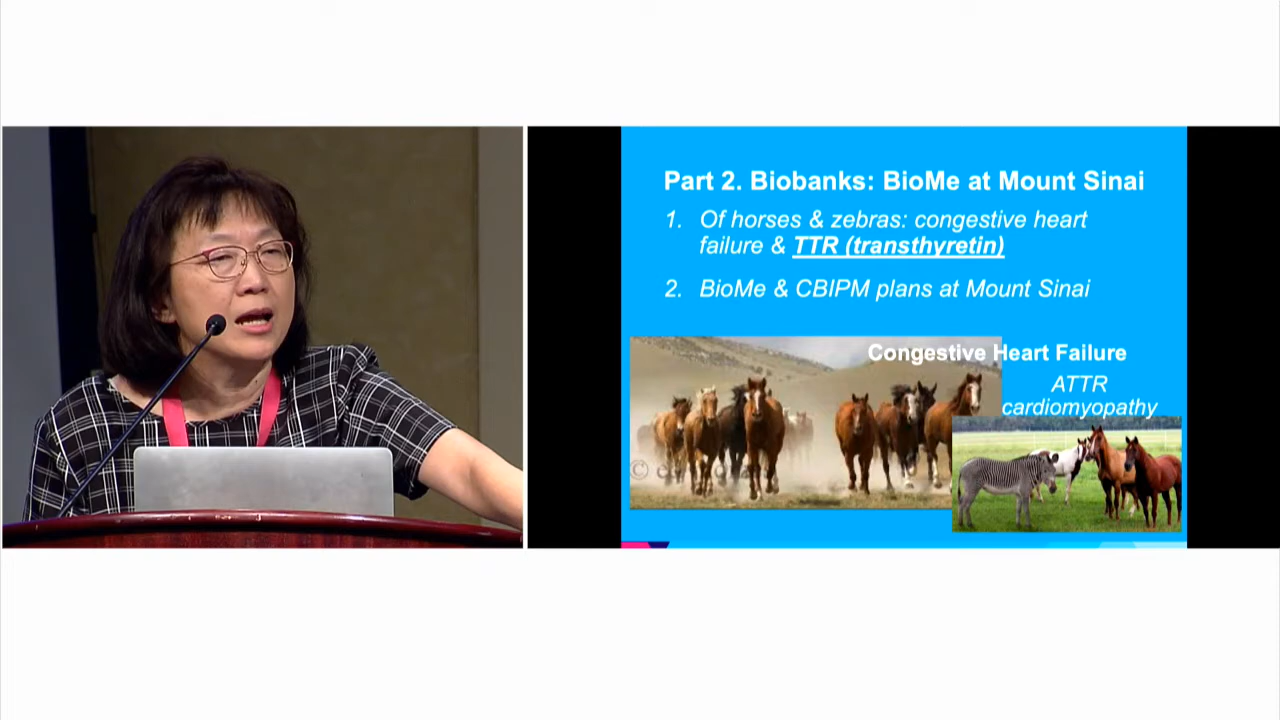 Part 2. Biobanks: BioMe at Mount Sinai
1. Of horses & zebras: congestive heart
failure & TTR (transthyretin)
2. BioMe & CBIPM plans at Mount Sinai
Congestive Heart Failure
ATTR
cardiomyopathy
©